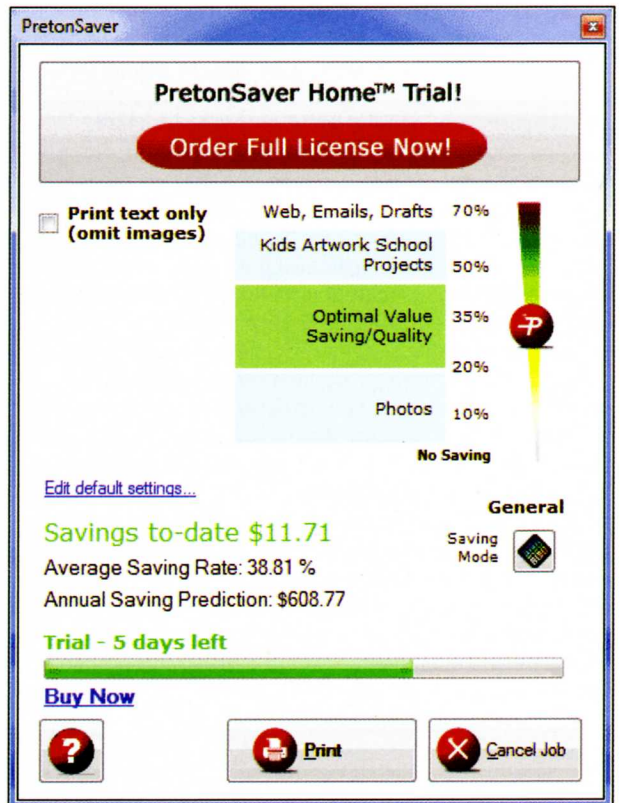 PretonSaver
PretonSaver Home™ Trial!
Order Full License Now!
Print text only
(omit images)
Web, Emails, Drafts 70%
Kids Artwork School
Projects 50%
Optimal Value 35%
Saving/Quality
20%
Photos 10%
No Saving
Edit default settings...
General
Savings to-date $11.71
Saving
Mode
Average Saving Rate: 38.81 %
Annual Saving Prediction: $608.77
Trial - 5 days left
Buy Now
? Print Cancel Job